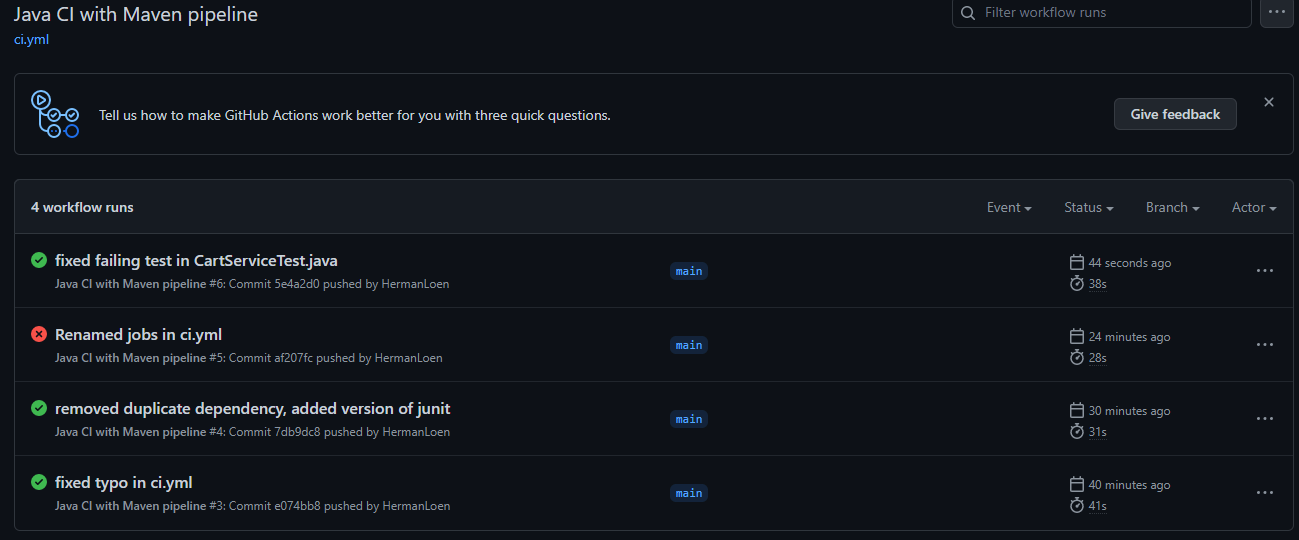 Java CI with Maven pipeline
Filter workflow runs
ci.yml
Tell us how to make GitHub Actions work better for you with three quick questions.
Give feedback
4 workflow runs
Event
Status
Branch
Actor
fixed failing test in CartServiceTest.java
Java CI with Maven pipeline #6: Commit 5e4a2d0 pushed by HermanLoen
main
44 seconds ago
38s
Renamed jobs in ci.yml
Java CI with Maven pipeline #5: Commit af207fc pushed by HermanLoen
main
24 minutes ago
28s
removed duplicate dependency, added version of junit
Java CI with Maven pipeline #4: Commit 7db9dc8 pushed by HermanLoen
main
30 minutes ago
31s
fixed typo in ci.yml
Java CI with Maven pipeline #3: Commit e074bb8 pushed by HermanLoen
main
40 minutes ago
41s